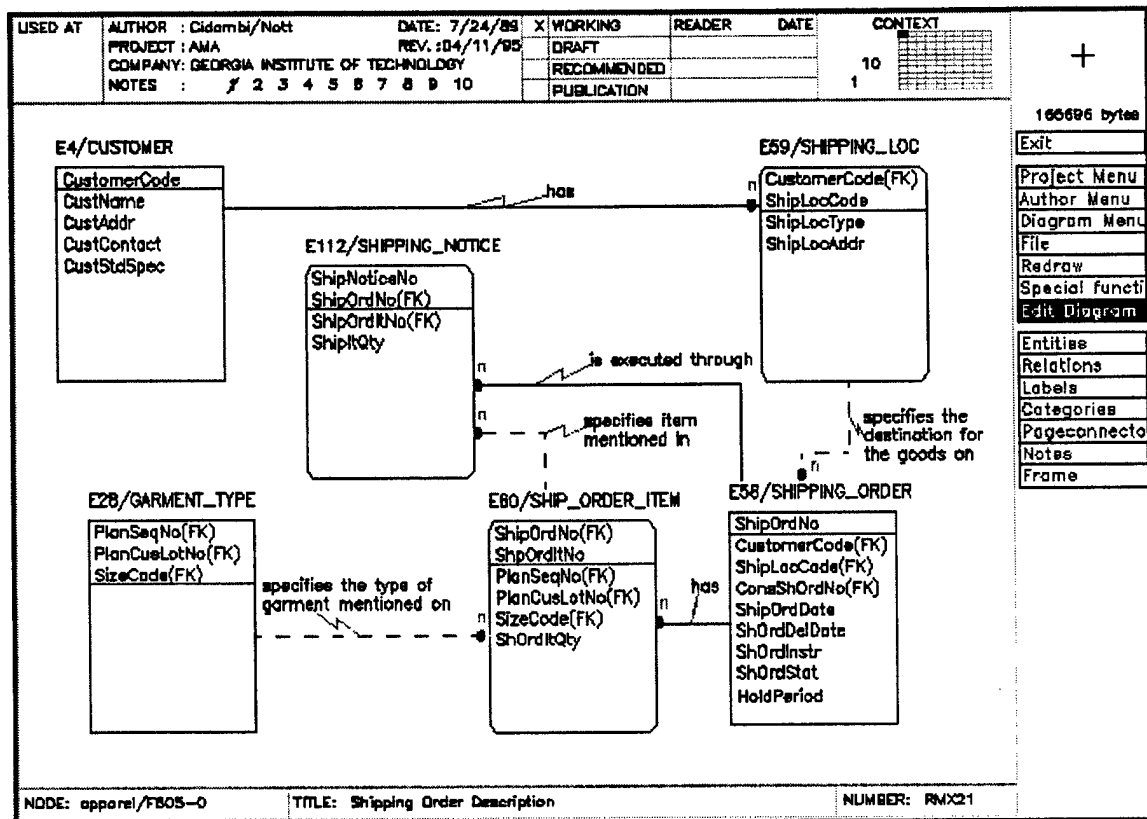 USED AT
AUTHOR : Cidambi/Nott DATE: 7/24/89
PROJECT : AMA REV. :04/11/95
COMPANY: GEORGIA INSTITUTE OF TECHNOLOGY
NOTES : 1 2 3 4 5 6 7 8 9 10
X WORKING
DRAFT
RECOMMENDED
PUBLICATION
READER DATE
CONTEXT
10
1
166696 bytes
Exit
Project Menu
Author Menu
Diagram Menu
File
Redraw
Special functi
Edit Diagram
Entities
Relations
Labels
Categories
Pageconnecto
Notes
Frame
E4/CUSTOMER
CustomerCode
CustName
CustAddr
CustContact
CustStdSpec
has
n
E59/SHIPPING_LOC
CustomerCode(FK)
ShipLocCode
ShipLocType
ShipLocAddr
E112/SHIPPING_NOTICE
ShipNoticeNo
ShipOrdNo(FK)
ShipOrdItNo(FK)
ShipItQty
n
is executed through
n
specifies item
mentioned in
specifies the
destination for
the goods on
n
E28/GARMENT_TYPE
PlanSeqNo(FK)
PlanCusLotNo(FK)
SizeCode(FK)
specifies the type of
garment mentioned on
n
E60/SHIP_ORDER_ITEM
ShipOrdNo(FK)
ShpOrdItNo
PlanSeqNo(FK)
PlanCusLotNo(FK)
SizeCode(FK)
ShOrdItQty
n
has
E58/SHIPPING_ORDER
ShipOrdNo
CustomerCode(FK)
ShipLocCode(FK)
ConsShOrdNo(FK)
ShipOrdDate
ShOrdDelDate
ShOrdInstr
ShOrdStat
HoldPeriod
NODE: apparel/F605-0
TITLE: Shipping Order Description
NUMBER: RMX21